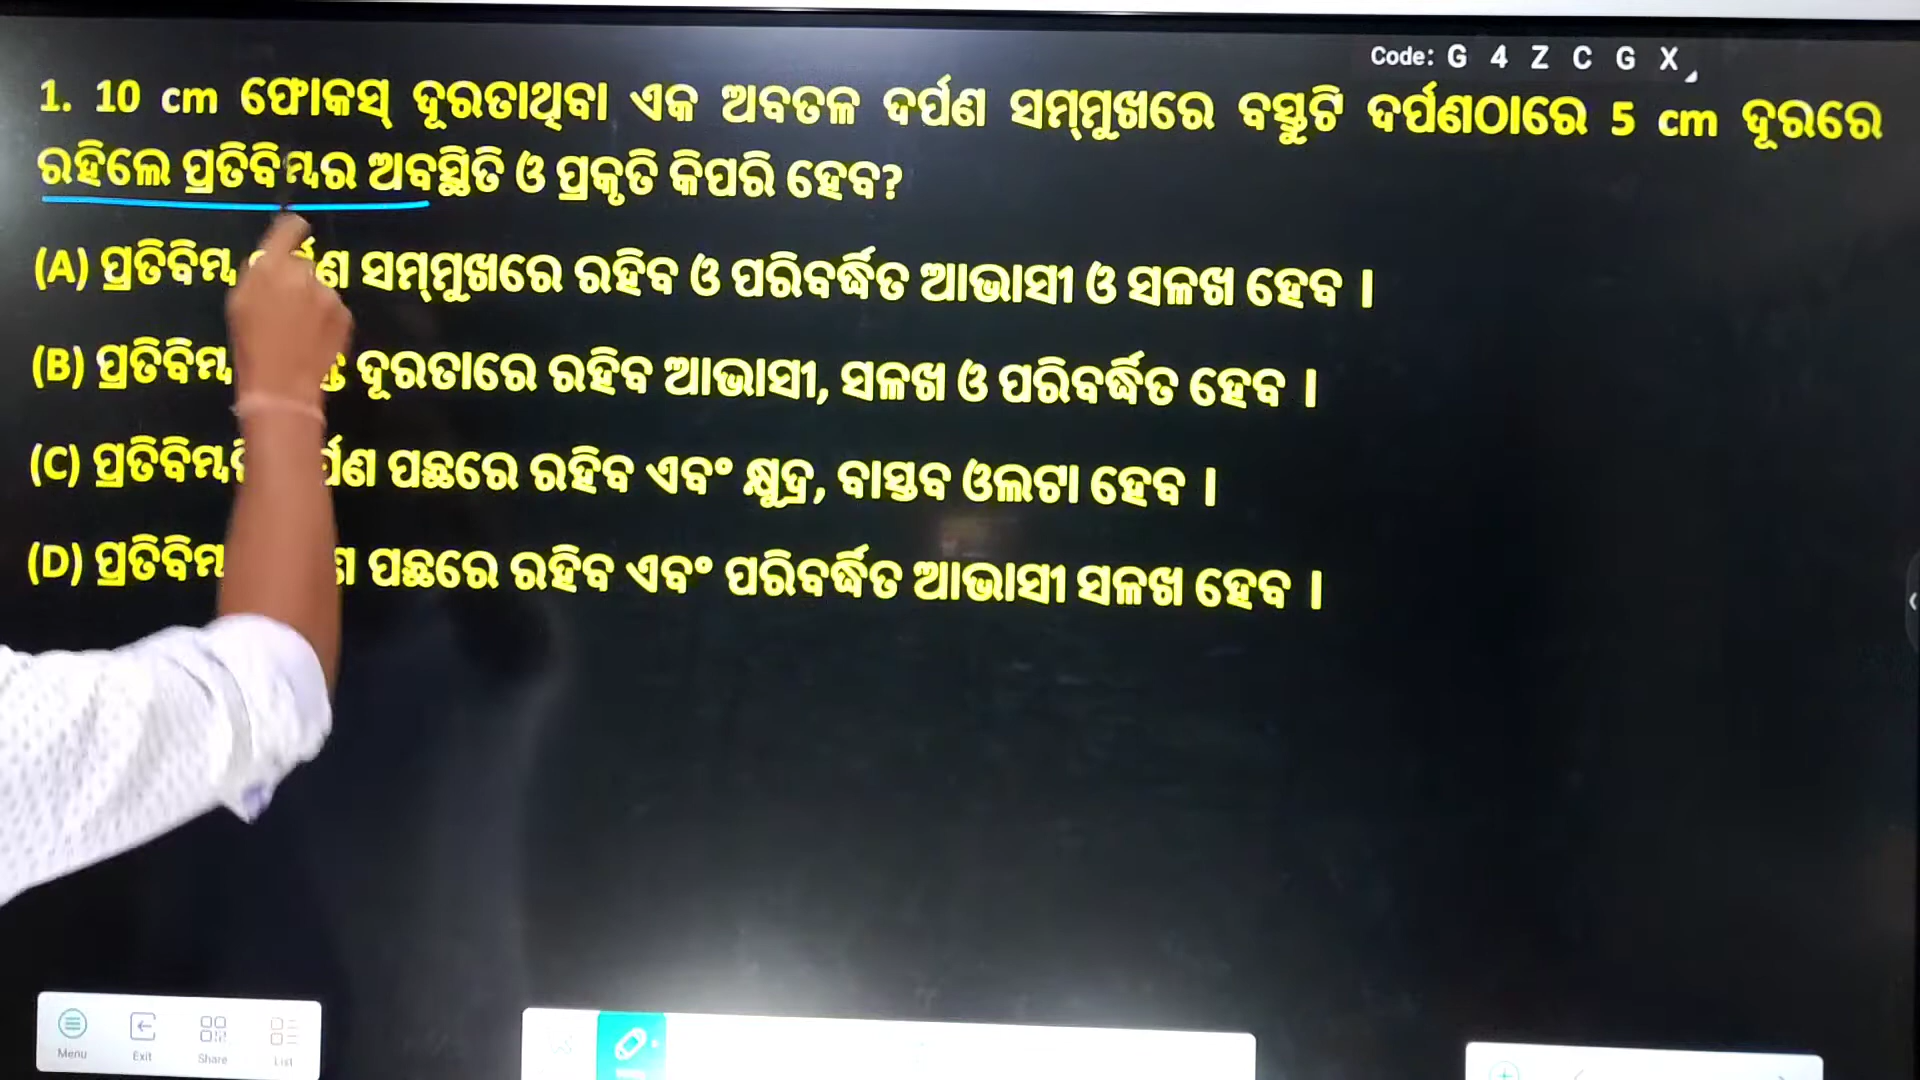 Code: G 4 Z C G X
1. 10 cm ଫୋକସ୍ ଦୂରତାଥିବା ଏକ ଅବତଳ ଦର୍ପଣ ସମ୍ମୁଖରେ ବସ୍ତୁଟି ଦର୍ପଣଠାରେ 5 cm ଦୂରରେ
ରହିଲେ ପ୍ରତିବିମ୍ବର ଅବସ୍ଥିତି ଓ ପ୍ରକୃତି କିପରି ହେବ?
(A) ପ୍ରତିବିମ୍ବ ସମ୍ମୁଖରେ ରହିବ ଓ ପରିବର୍ଦ୍ଧିତ ଆଭାସୀ ଓ ସଳଖ ହେବ ।
(B) ପ୍ରତିବିମ୍ବ ଦୂରତାରେ ରହିବ ଆଭାସୀ, ସଳଖ ଓ ପରିବର୍ଦ୍ଧିତ ହେବ ।
(C) ପଛରେ ରହିବ ଏବଂ କ୍ଷୁଦ୍ର, ବାସ୍ତବ ଓଲଟା ହେବ ।
(D) ପଛରେ ରହିବ ଏବଂ ପରିବର୍ଦ୍ଧିତ ଆଭାସୀ ସଳଖ ହେବ ।
Menu Exit Share List